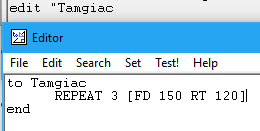 edit "Tamgiac
Editor
File Edit Search Set Test! Help
to Tamgiac
REPEAT 3 [FD 150 RT 120]
end